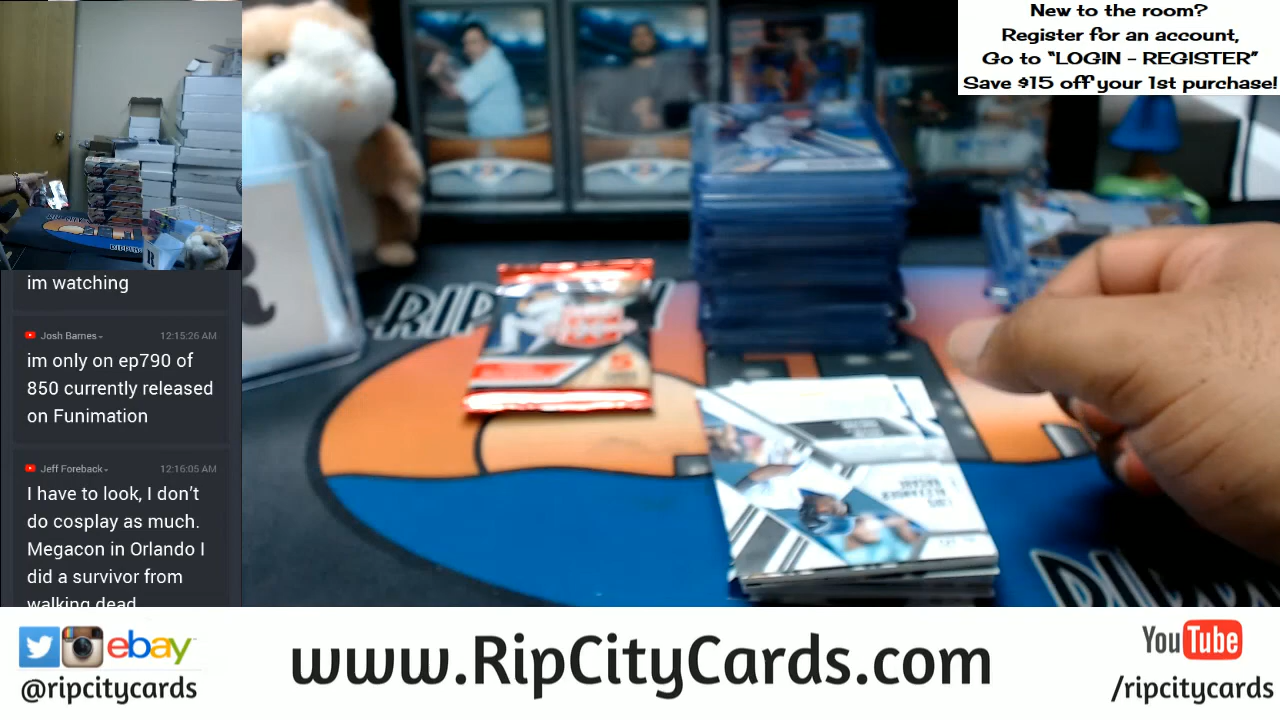 New to the room?
Register for an account,
Go to “LOGIN - REGISTER”
Save $15 off your 1st purchase!
im watching
Josh Barnes
12:15:26 AM
im only on ep790 of
850 currently released
on Funimation
Jeff Foreback
12:16:05 AM
I have to look, I don't
do cosplay as much.
Megacon in Orlando I
did a survivor from
walking dead
RIP
ebay
@ripcitycards
www.RipCityCards.com
YouTube
/ripcitycards